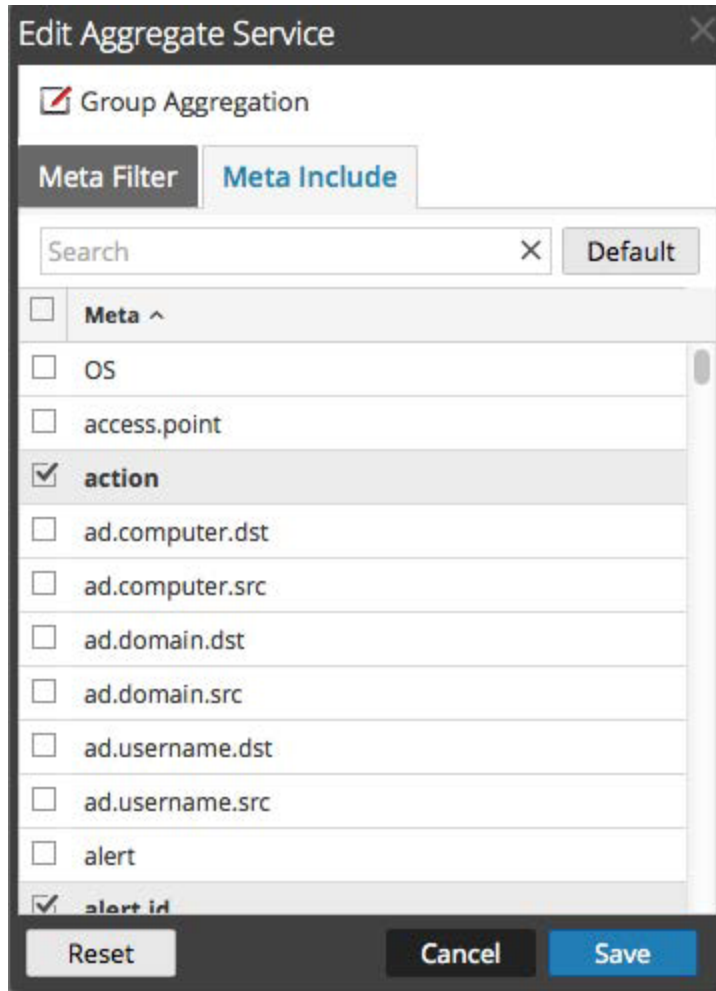 Edit Aggregate Service
Group Aggregation
Meta Filter Meta Include
Search Default
Meta
OS
access.point
action
ad.computer.dst
ad.computer.src
ad.domain.dst
ad.domain.src
ad.username.dst
ad.username.src
alert
alert.id
Reset Cancel Save